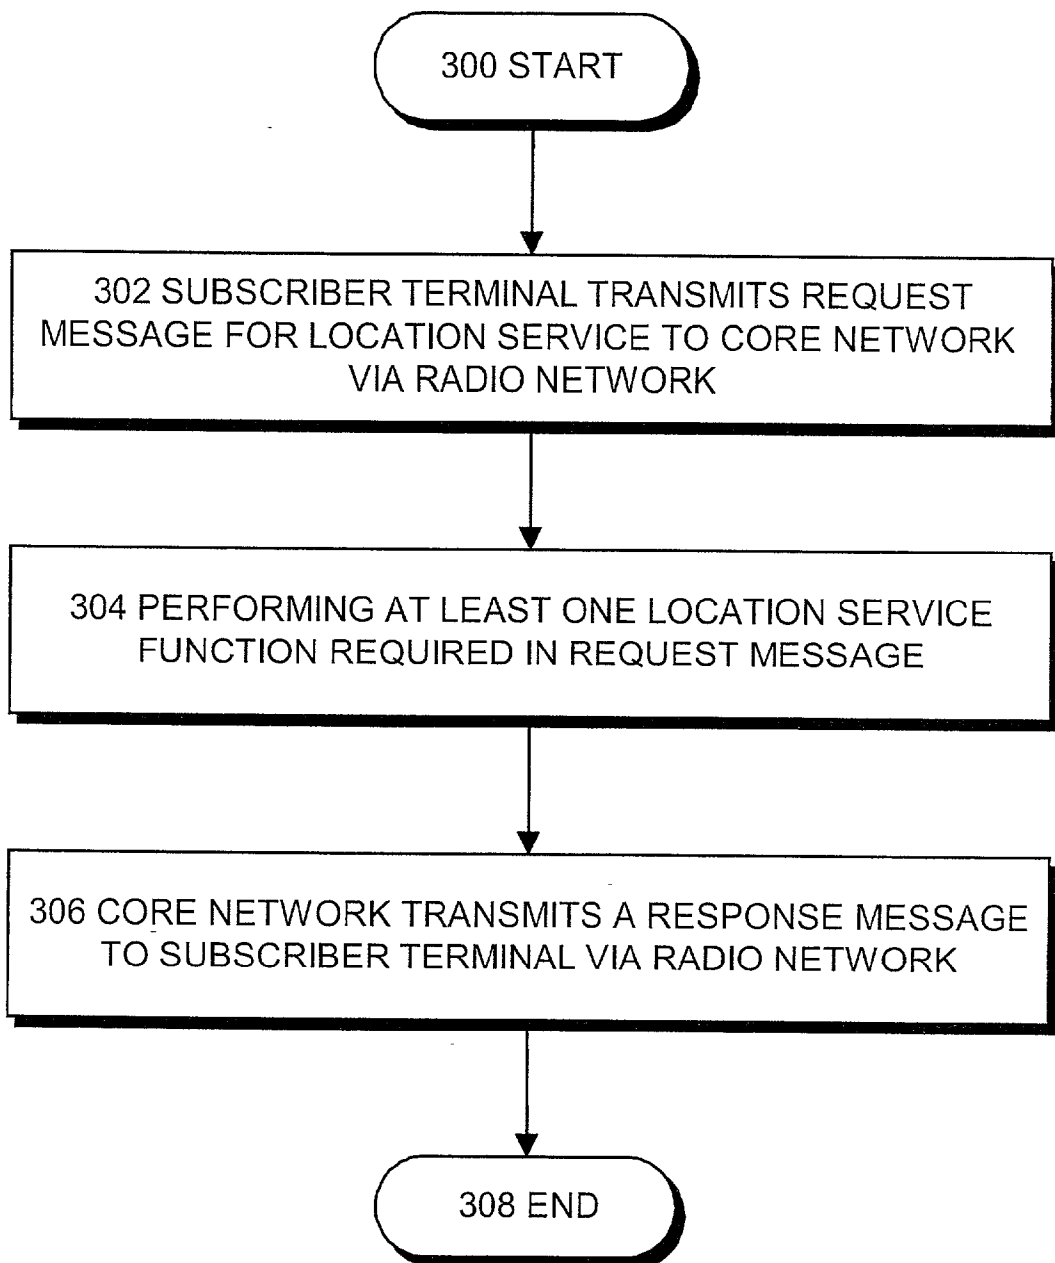 300 START
302 SUBSCRIBER TERMINAL TRANSMITS REQUEST
MESSAGE FOR LOCATION SERVICE TO CORE NETWORK
VIA RADIO NETWORK
304 PERFORMING AT LEAST ONE LOCATION SERVICE
FUNCTION REQUIRED IN REQUEST MESSAGE
306 CORE NETWORK TRANSMITS A RESPONSE MESSAGE
TO SUBSCRIBER TERMINAL VIA RADIO NETWORK
308 END